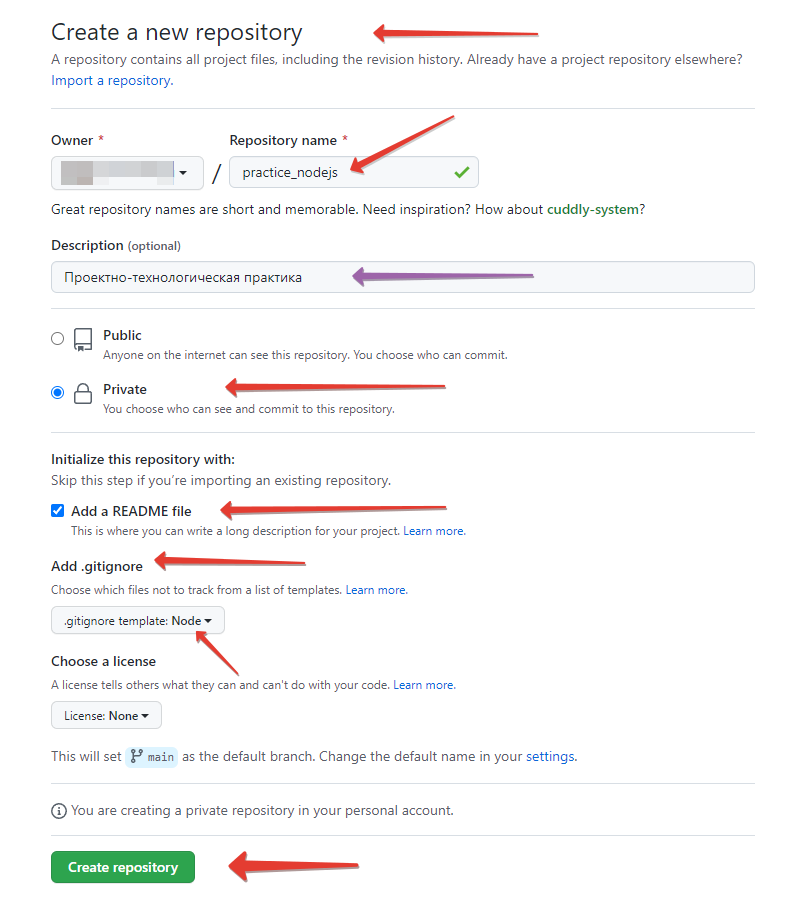 Create a new repository
A repository contains all project files, including the revision history. Already have a project repository elsewhere?
Import a repository.
Owner *
Repository name *
/
practice_nodejs
Great repository names are short and memorable. Need inspiration? How about cuddly-system?
Description (optional)
Проектно-технологическая практика
Public
Anyone on the internet can see this repository. You choose who can commit.
Private
You choose who can see and commit to this repository.
Initialize this repository with:
Skip this step if you’re importing an existing repository.
Add a README file
This is where you can write a long description for your project. Learn more.
Add .gitignore
Choose which files not to track from a list of templates. Learn more.
.gitignore template: Node
Choose a license
A license tells others what they can and can't do with your code. Learn more.
License: None
This will set main as the default branch. Change the default name in your settings.
You are creating a private repository in your personal account.
Create repository